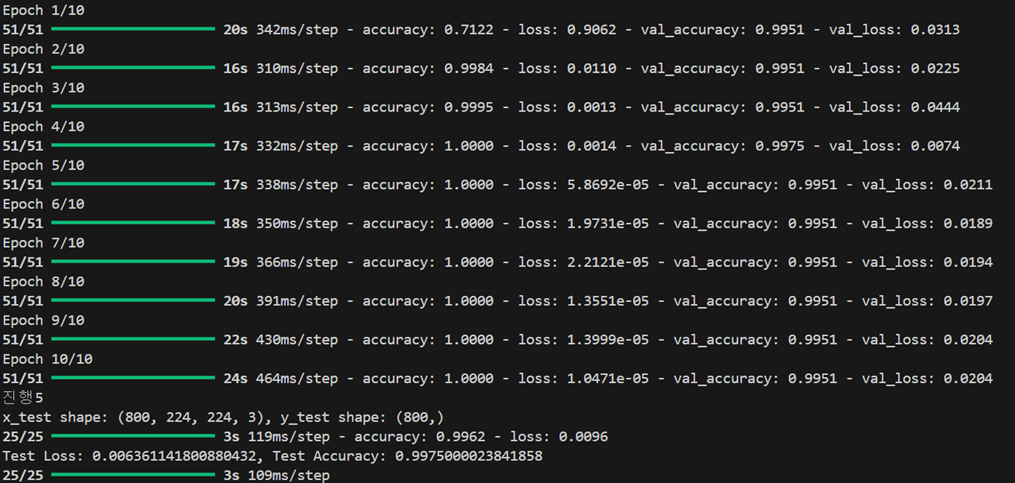 Epoch 1/10
51/51 ━━━━━━━━━━━━━━━━━━━━ 20s 342ms/step - accuracy: 0.7122 - loss: 0.9062 - val_accuracy: 0.9951 - val_loss: 0.0313
Epoch 2/10
51/51 ━━━━━━━━━━━━━━━━━━━━ 16s 310ms/step - accuracy: 0.9984 - loss: 0.0110 - val_accuracy: 0.9951 - val_loss: 0.0225
Epoch 3/10
51/51 ━━━━━━━━━━━━━━━━━━━━ 16s 313ms/step - accuracy: 0.9995 - loss: 0.0013 - val_accuracy: 0.9951 - val_loss: 0.0444
Epoch 4/10
51/51 ━━━━━━━━━━━━━━━━━━━━ 17s 332ms/step - accuracy: 1.0000 - loss: 0.0014 - val_accuracy: 0.9975 - val_loss: 0.0074
Epoch 5/10
51/51 ━━━━━━━━━━━━━━━━━━━━ 17s 338ms/step - accuracy: 1.0000 - loss: 5.8692e-05 - val_accuracy: 0.9951 - val_loss: 0.0211
Epoch 6/10
51/51 ━━━━━━━━━━━━━━━━━━━━ 18s 350ms/step - accuracy: 1.0000 - loss: 1.9731e-05 - val_accuracy: 0.9951 - val_loss: 0.0189
Epoch 7/10
51/51 ━━━━━━━━━━━━━━━━━━━━ 19s 366ms/step - accuracy: 1.0000 - loss: 2.2121e-05 - val_accuracy: 0.9951 - val_loss: 0.0194
Epoch 8/10
51/51 ━━━━━━━━━━━━━━━━━━━━ 20s 391ms/step - accuracy: 1.0000 - loss: 1.3551e-05 - val_accuracy: 0.9951 - val_loss: 0.0197
Epoch 9/10
51/51 ━━━━━━━━━━━━━━━━━━━━ 22s 430ms/step - accuracy: 1.0000 - loss: 1.3999e-05 - val_accuracy: 0.9951 - val_loss: 0.0204
Epoch 10/10
51/51 ━━━━━━━━━━━━━━━━━━━━ 24s 464ms/step - accuracy: 1.0000 - loss: 1.0471e-05 - val_accuracy: 0.9951 - val_loss: 0.0204
진행5
x_test shape: (800, 224, 224, 3), y_test shape: (800,)
25/25 ━━━━━━━━━━━━━━━━━━━━ 3s 119ms/step - accuracy: 0.9962 - loss: 0.0096
Test Loss: 0.006361141800880432, Test Accuracy: 0.9975000023841858
25/25 ━━━━━━━━━━━━━━━━━━━━ 3s 109ms/step